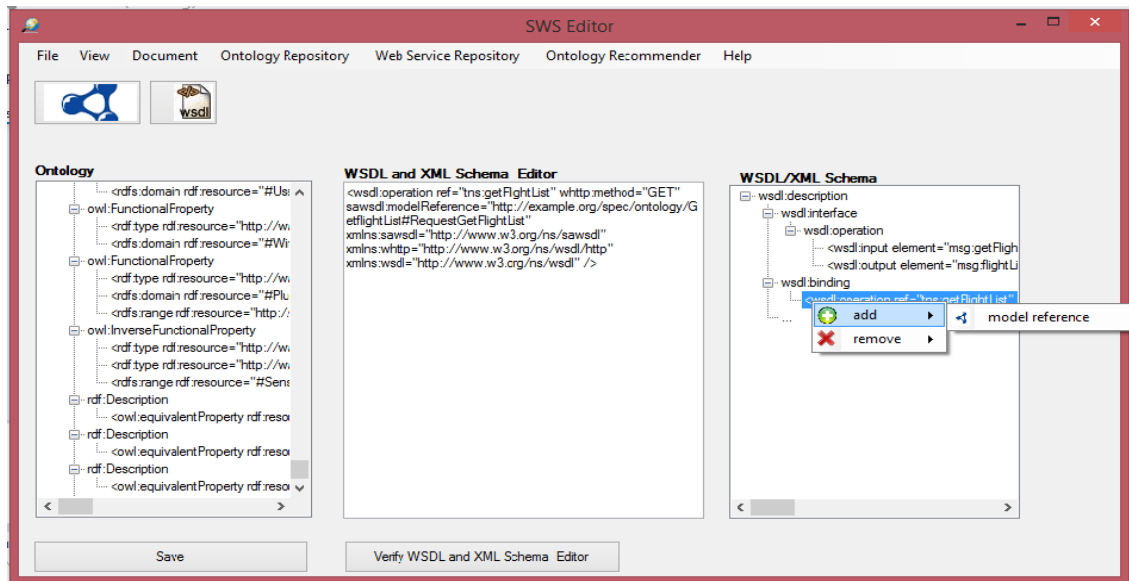 SWS Editor
File View Document Ontology Repository Web Service Repository Ontology Recommender Help
</> wsdl
Ontology
<rdfs:domain rdf:resource="#Us
owl:FunctionalProperty
<rdf:type rdf:resource="http://w
<rdfs:domain rdf:resource="#Wi
owl:FunctionalProperty
<rdf:type rdf:resource="http://w
<rdfs:domain rdf:resource="#Plu
<rdfs:range rdf:resource="http:/
owl:InverseFunctionalProperty
<rdf:type rdf:resource="http://w
<rdf:type rdf:resource="http://w
<rdfs:range rdf:resource="#Sens
rdf:Description
<owl:equivalentProperty rdf:reso
rdf:Description
<owl:equivalentProperty rdf:reso
rdf:Description
<owl:equivalentProperty rdf:reso
WSDL and XML Schema Editor
<wsdl:operation ref="tns:getFlghtList" whttp:method="GET"
sawsdl:modelReference="http://example.org/spec/ontology/G
etflightList#RequestGetFlightList"
xmlns:sawsdl="http://www.w3.org/ns/sawsdl"
xmlns:whttp="http://www.w3.org/ns/wsdl/http"
xmlns:wsdl="http://www.w3.org/ns/wsdl" />
WSDL/XML Schema
wsdl:description
wsdl:interface
wsdl:operation
<wsdl:input element="msg:getFligh
<wsdl:output element="msg:flightLi
wsdl:binding
<wsdl:operation ref="tns:getFlightList"
...
add
model reference
remove
Save
Verify WSDL and XML Schema Editor